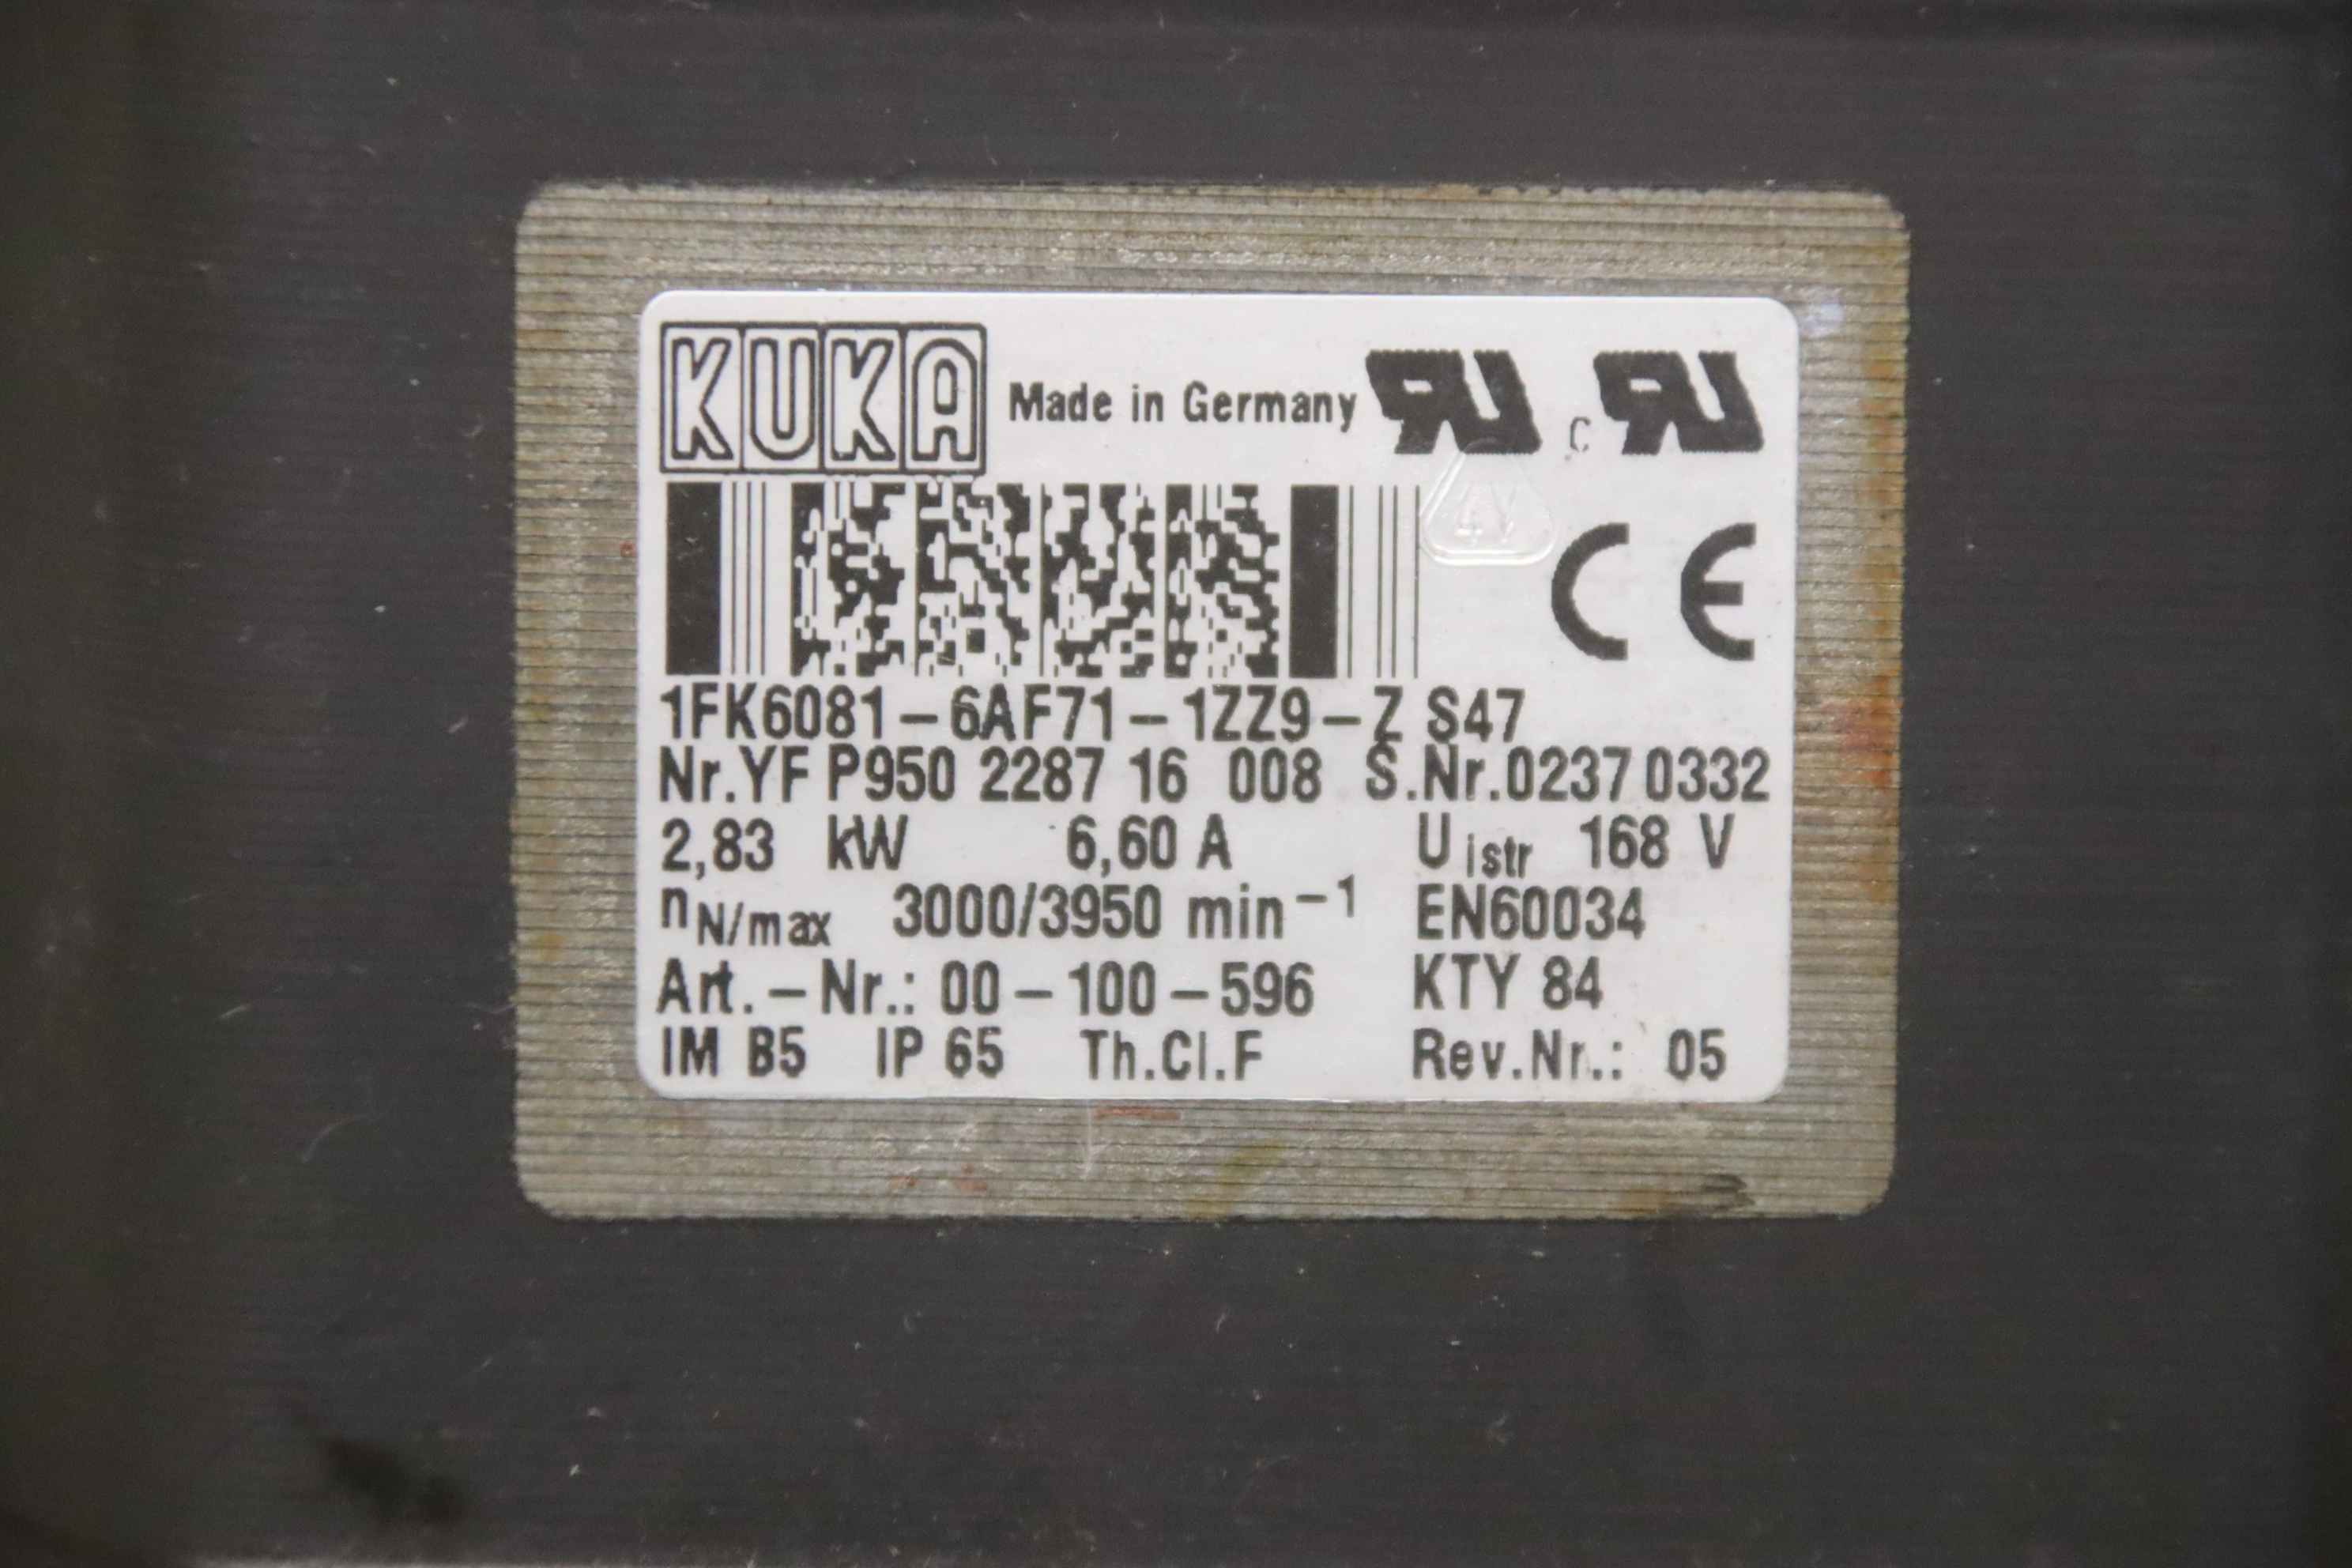 KUKA Made in Germany RU c RU
CE
1FK6081-6AF71-1ZZ9-Z S47
Nr.YF P950 2287 16 008 S.Nr.0237 0332
2,83 kW 6,60 A U istr 168 V
n N/max 3000/3950 min-1 EN60034
Art.-Nr.: 00-100-596 KTY 84
IM B5 IP 65 Th.Cl.F Rev.Nr.: 05